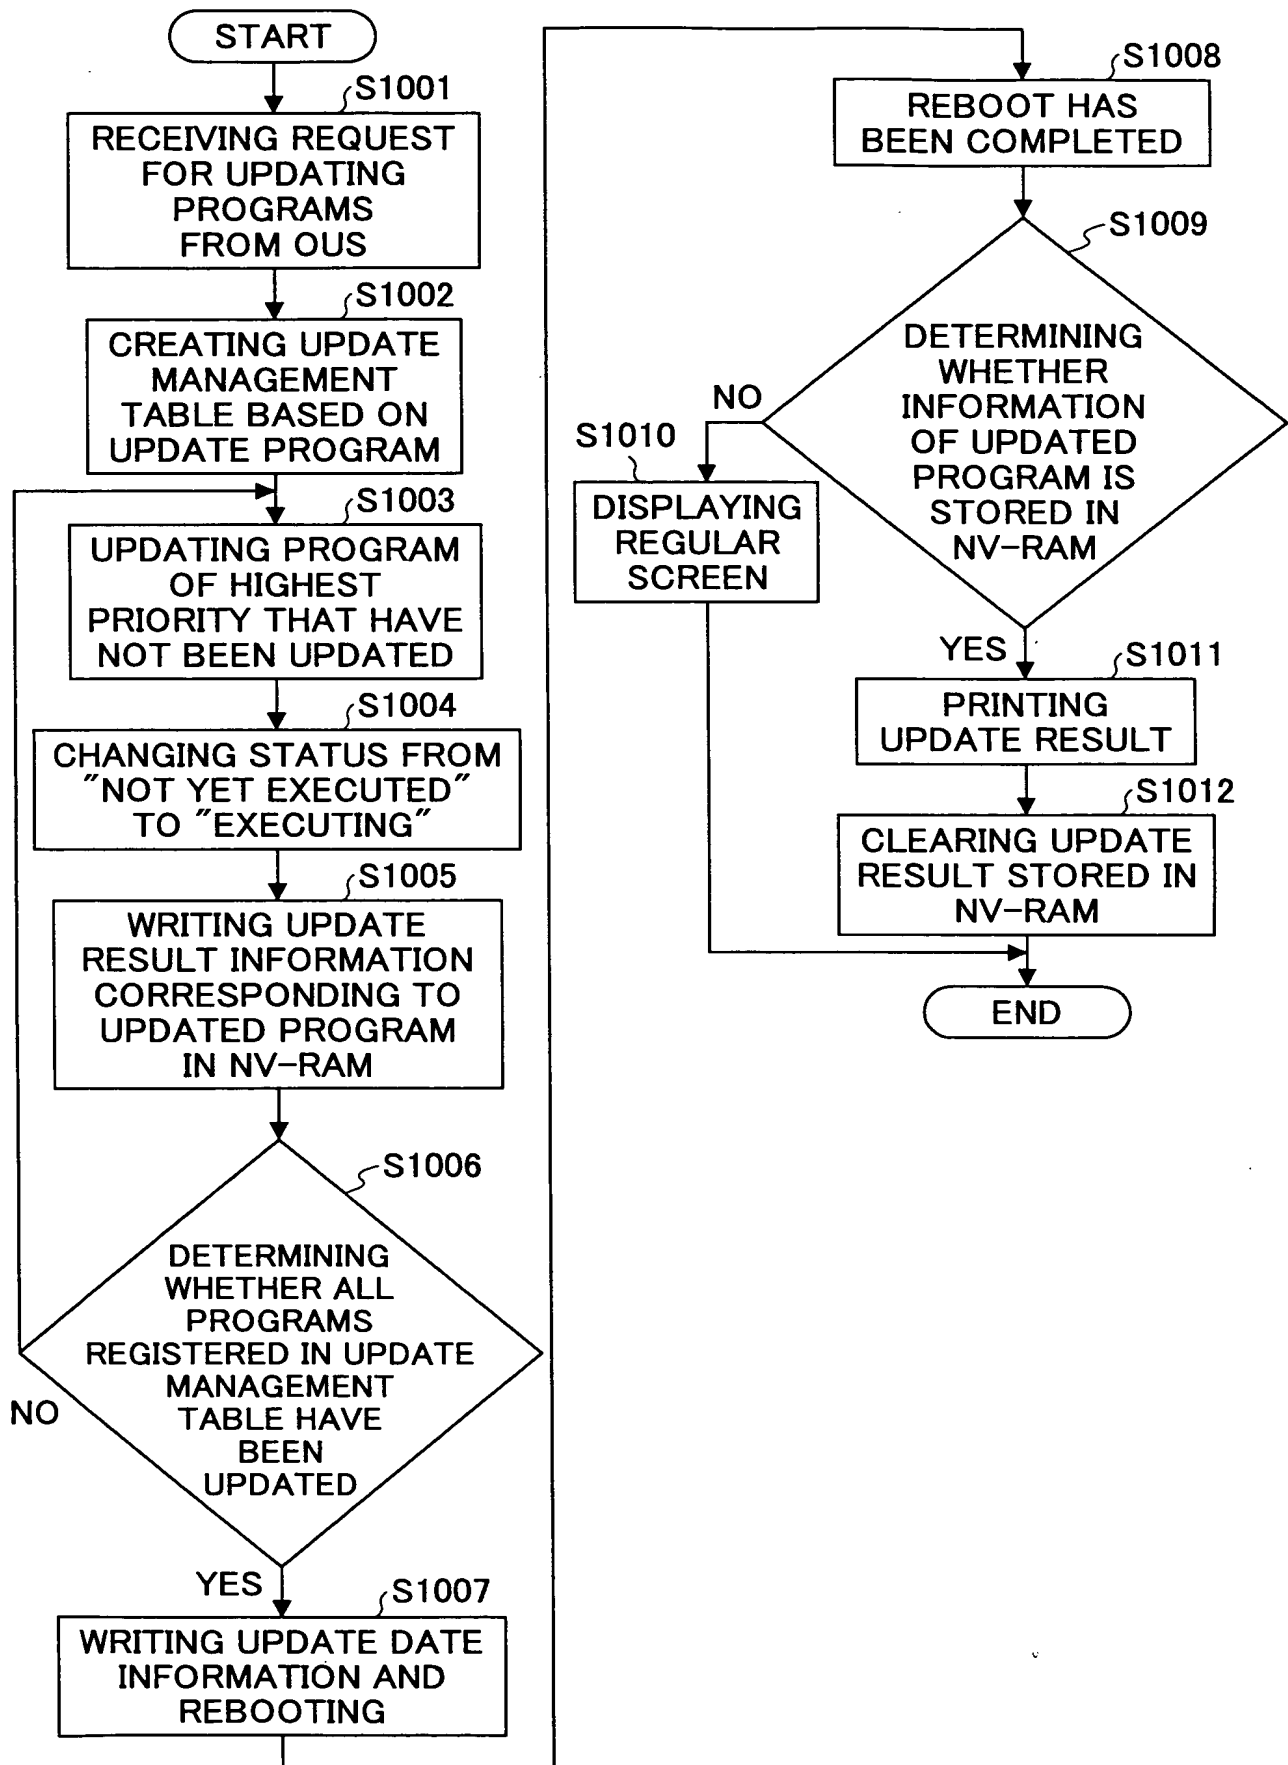 START
S1001
RECEIVING REQUEST
FOR UPDATING
PROGRAMS
FROM OUS
S1002
CREATING UPDATE
MANAGEMENT
TABLE BASED ON
UPDATE PROGRAM
S1003
UPDATING PROGRAM
OF HIGHEST
PRIORITY THAT HAVE
NOT BEEN UPDATED
S1004
CHANGING STATUS FROM
"NOT YET EXECUTED"
TO "EXECUTING"
S1005
WRITING UPDATE
RESULT INFORMATION
CORRESPONDING TO
UPDATED PROGRAM
IN NV-RAM
S1006
DETERMINING
WHETHER ALL
PROGRAMS
REGISTERED IN UPDATE
MANAGEMENT
TABLE HAVE
BEEN
UPDATED
NO
YES
S1007
WRITING UPDATE DATE
INFORMATION AND
REBOOTING
S1008
REBOOT HAS
BEEN COMPLETED
S1009
DETERMINING
WHETHER
INFORMATION
OF UPDATED
PROGRAM IS
STORED IN
NV-RAM
NO
S1010
DISPLAYING
REGULAR
SCREEN
YES
S1011
PRINTING
UPDATE RESULT
S1012
CLEARING UPDATE
RESULT STORED IN
NV-RAM
END